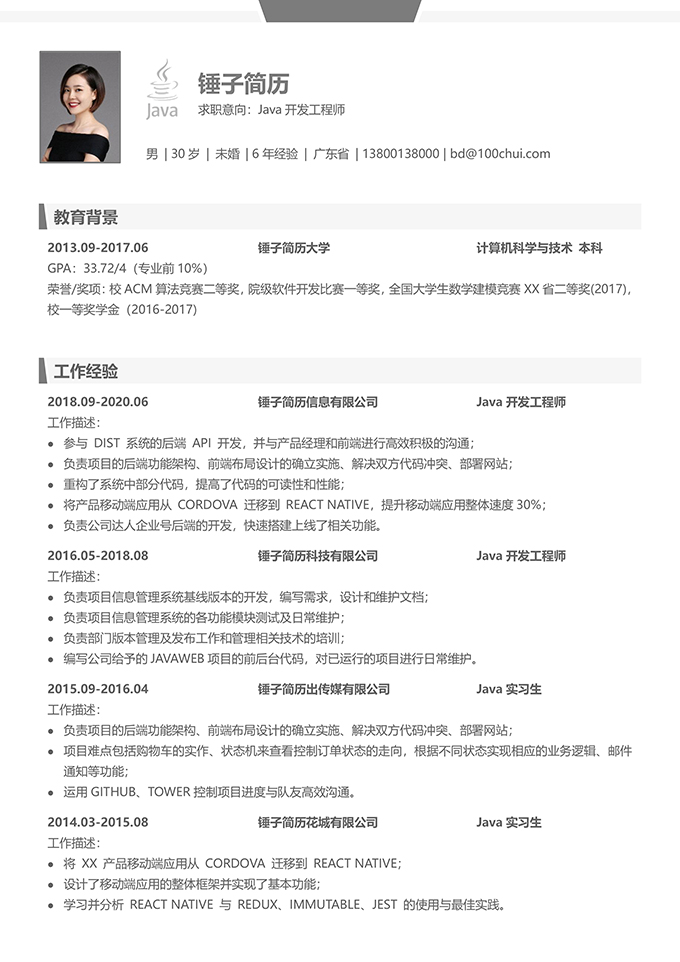 Java
锤子简历
求职意向：Java 开发工程师
男 | 30 岁 | 未婚 | 6 年经验 | 广东省 | 13800138000 | bd@100chui.com
教育背景
2013.09-2017.06 锤子简历大学 计算机科学与技术 本科
GPA：33.72/4（专业前 10%）
荣誉/奖项：校 ACM 算法竞赛二等奖，院级软件开发比赛一等奖，全国大学生数学建模竞赛 XX 省二等奖(2017)，
校一等奖学金（2016-2017）
工作经验
2018.09-2020.06 锤子简历信息有限公司 Java 开发工程师
工作描述：
● 参与 DIST 系统的后端 API 开发，并与产品经理和前端进行高效积极的沟通；
● 负责项目的后端功能架构、前端布局设计的确立实施、解决双方代码冲突、部署网站；
● 重构了系统中部分代码，提高了代码的可读性和性能；
● 将产品移动端应用从 CORDOVA 迁移到 REACT NATIVE，提升移动端应用整体速度 30%；
● 负责公司达人企业号后端的开发，快速搭建上线了相关功能。
2016.05-2018.08 锤子简历科技有限公司 Java 开发工程师
工作描述：
● 负责项目信息管理系统基线版本的开发，编写需求，设计和维护文档；
● 负责项目信息管理系统的各功能模块测试及日常维护；
● 负责部门版本管理及发布工作和管理相关技术的培训；
● 编写公司给予的 JAVAWEB 项目的前后台代码，对已运行的项目进行日常维护。
2015.09-2016.04 锤子简历出传媒有限公司 Java 实习生
工作描述：
● 负责项目的后端功能架构、前端布局设计的确立实施、解决双方代码冲突、部署网站；
● 项目难点包括购物车的实作、状态机来查看控制订单状态的走向，根据不同状态实现相应的业务逻辑、邮件
通知等功能；
● 运用 GITHUB、TOWER 控制项目进度与队友高效沟通。
2014.03-2015.08 锤子简历花城有限公司 Java 实习生
工作描述：
● 将 XX 产品移动端应用从 CORDOVA 迁移到 REACT NATIVE；
● 设计了移动端应用的整体框架并实现了基本功能；
● 学习并分析 REACT NATIVE 与 REDUX、IMMUTABLE、JEST 的使用与最佳实践。